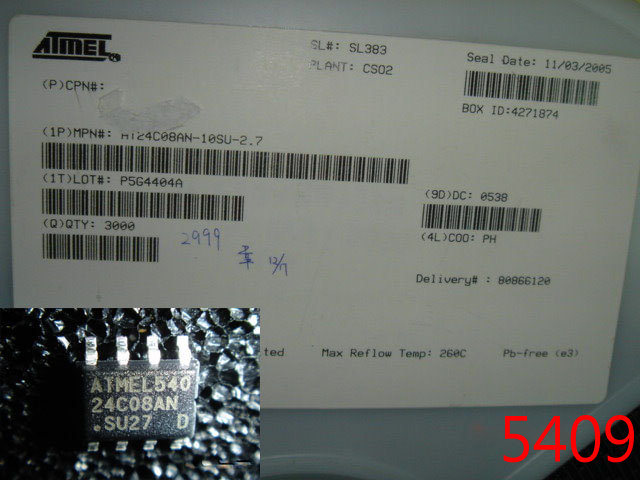 ATMEL
SL#: SL383
PLANT: CS02
Seal Date: 11/03/2005
(P)CPN#:
BOX ID:4271874
(1P)MPN#: AT24C08AN-10SU-2.7
(1T)LOT#: P5G4404A
(9D)DC: 0538
(Q)QTY: 3000
2999
12/7
(4L)COO: PH
Delivery# : 80866120
Max Reflow Temp: 260C
Pb-free (e3)
ATMEL540
24C08AN
.SU27 D
5409